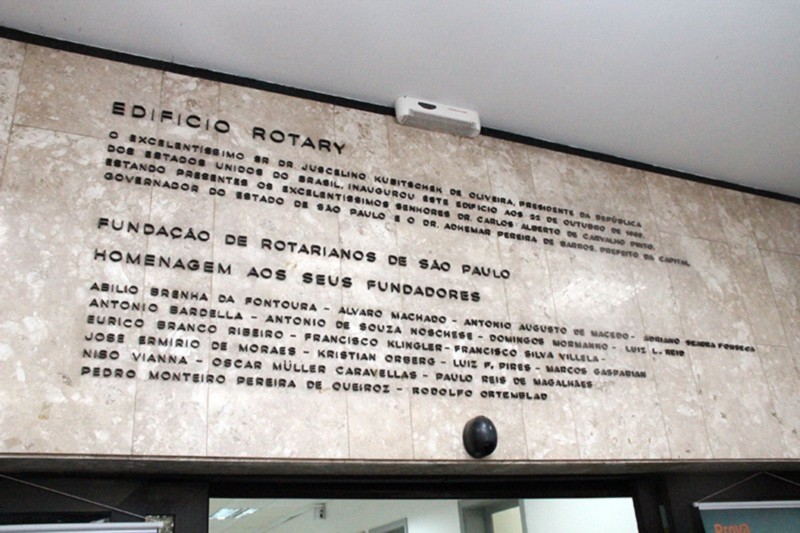 EDIFICIO ROTARY
O EXCELENTÍSSIMO SR DR JUSCELINO KUBITSCHEK DE OLIVEIRA, PRESIDENTE DA REPÚBLICA
DOS ESTADOS UNIDOS DO BRASIL, INAUGUROU ESTE EDIFICIO AOS 22 DE OUTUBRO DE
ESTANDO PRESENTES OS EXCELENTISSIMOS SENHORES DR. CARLOS ALBERTO DE CARVALHO PINTO,
GOVERNADOR DO ESTADO DE SÃO PAULO E O DR. ADHEMAR PEREIRA DE BARROS, PREFEITO DA CAPITAL
FUNDAÇÃO DE ROTARIANOS DE SÃO PAULO
HOMENAGEM AOS SEUS FUNDADORES
ABILIO BRENHA DA FONTOURA - ALVARO MACHADO - ANTONIO AUGUSTO DE MACEDO - ADRIANO SEABRA FONSECA
ANTONIO BARDELLA - ANTONIO DE SOUZA NOSCHESE - DOMINGOS MORMANNO - LUIZ L. REID
EURICO BRANCO RIBEIRO - FRANCISCO KLINGLER - FRANCISCO SILVA VILLELA -
JOSE ERMÍRIO DE MORAES - KRISTIAN ORBERG - LUIZ P. PIRES - MARCOS GASPARIAN
NISO VIANNA - OSCAR MÜLLER CARAVELLAS - PAULO REIS DE MAGALHÃES
PEDRO MONTEIRO PEREIRA DE QUEIROZ - RODOLFO ORTENBLAD
Prova